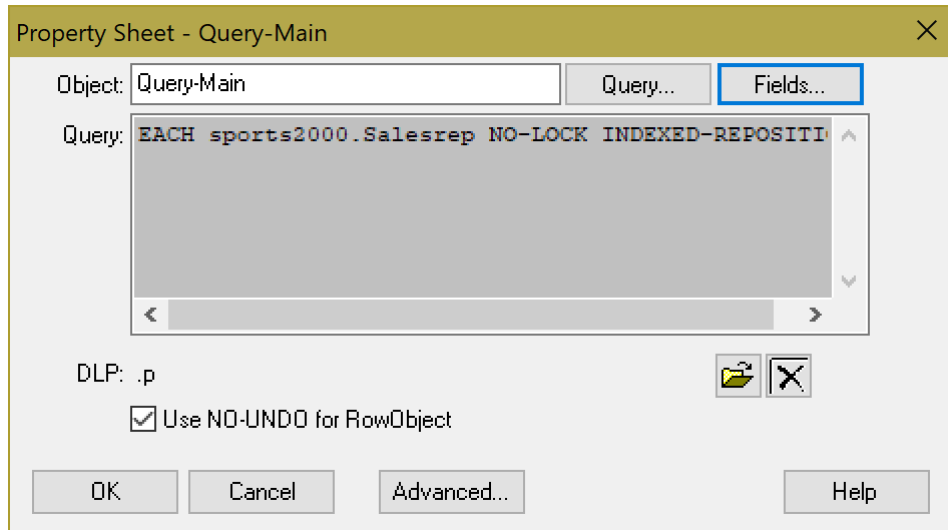 Property Sheet - Query-Main
Object: Query-Main Query... Fields...
Query: EACH sports2000.Salesrep NO-LOCK INDEXED-REPOSITI
DLP: .p
Use NO-UNDO for RowObject
OK Cancel Advanced... Help